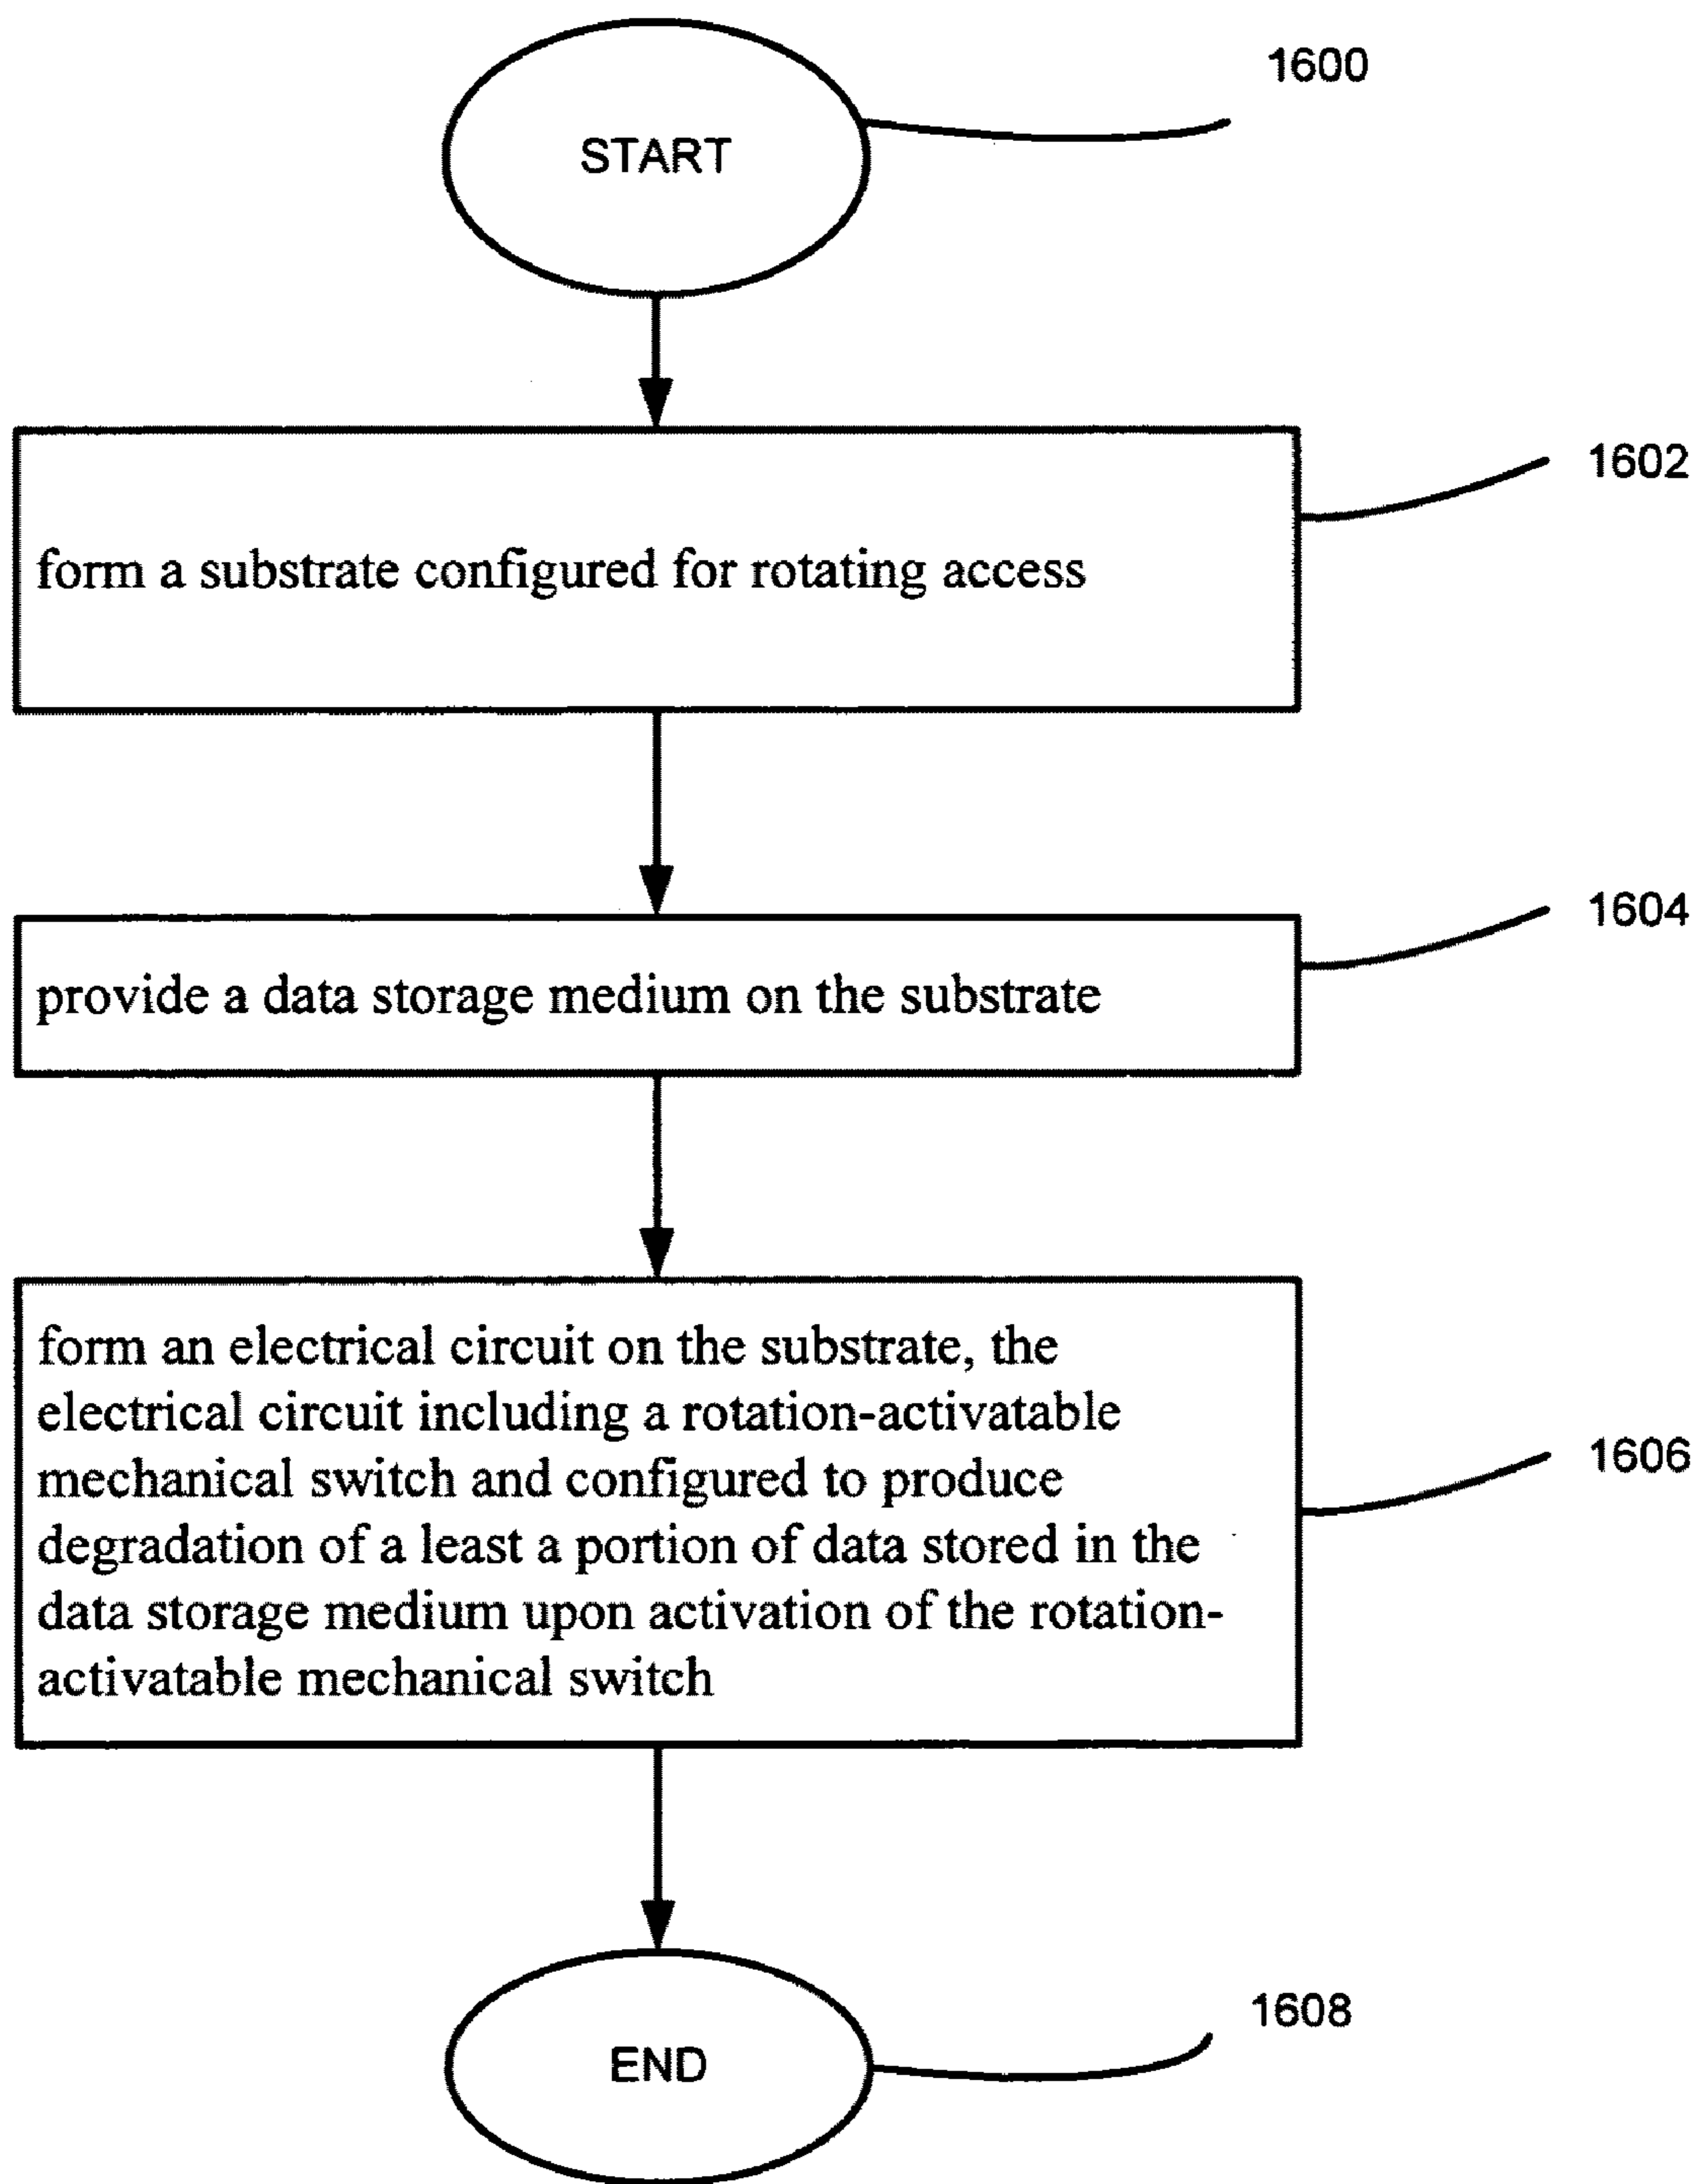 1600
START
1602
form a substrate configured for rotating access
1604
provide a data storage medium on the substrate
form an electrical circuit on the substrate, the
electrical circuit including a rotation-activatable
mechanical switch and configured to produce
degradation of a least a portion of data stored in the
data storage medium upon activation of the rotation-
activatable mechanical switch
1606
1608
END